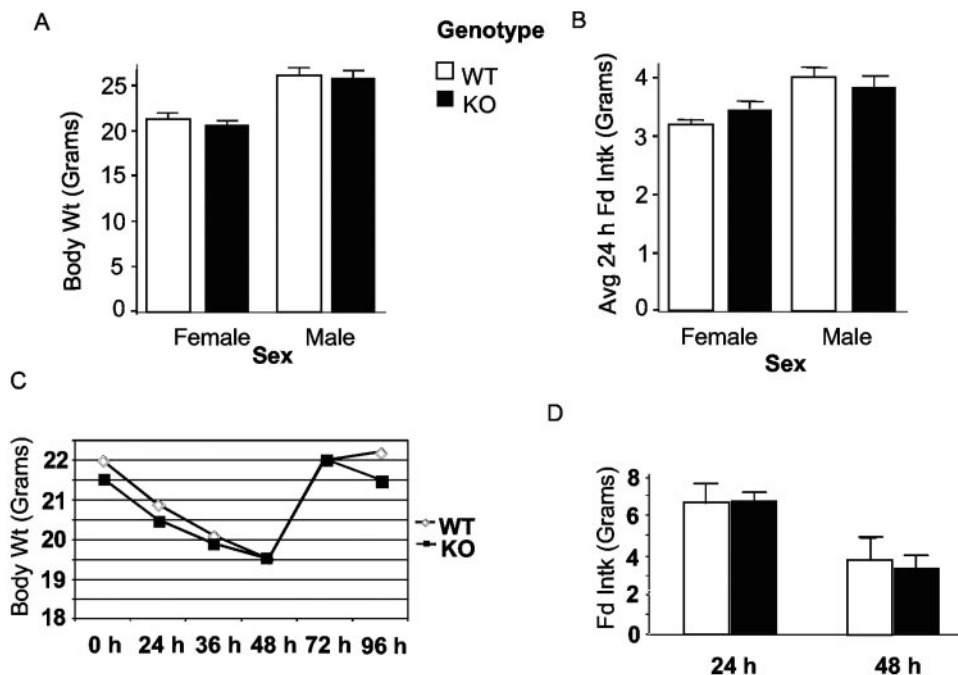 A
Body Wt (Grams)
25
20
15
10
5
0
Female Male
Sex
Genotype
WT
KO
B
Avg 24 h Fd Intk (Grams)
4
3
2
1
0
Female Male
Sex
C
Body Wt (Grams)
22
21
20
19
18
0 h 24 h 36 h 48 h 72 h 96 h
WT
KO
D
Fd Intk (Grams)
8
6
4
2
0
24 h 48 h